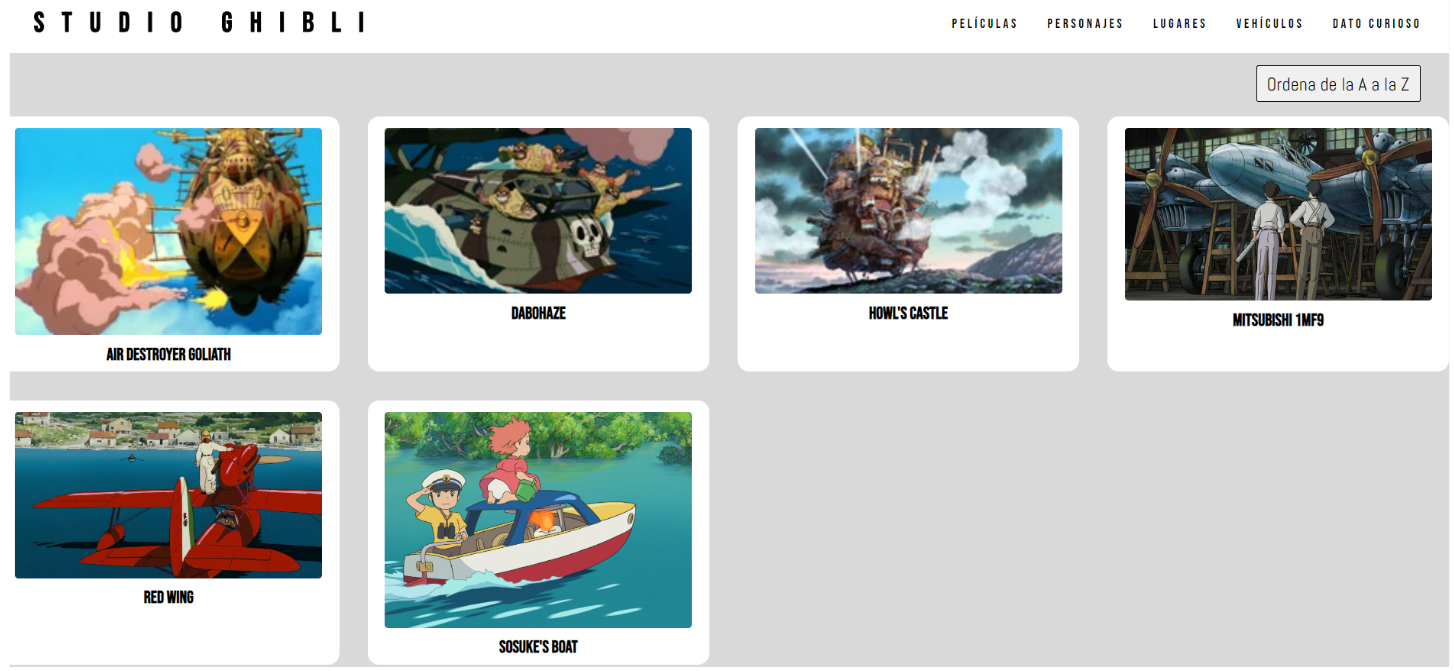 STUDIO GHIBLI
PELÍCULAS PERSONAJES LUGARES VEHÍCULOS DATO CURIOSO
Ordena de la A a la Z
AIR DESTROYER GOLIATH
DABOHAZE
HOWL'S CASTLE
MITSUBISHI 1MF9
RED WING
SOSUKE'S BOAT